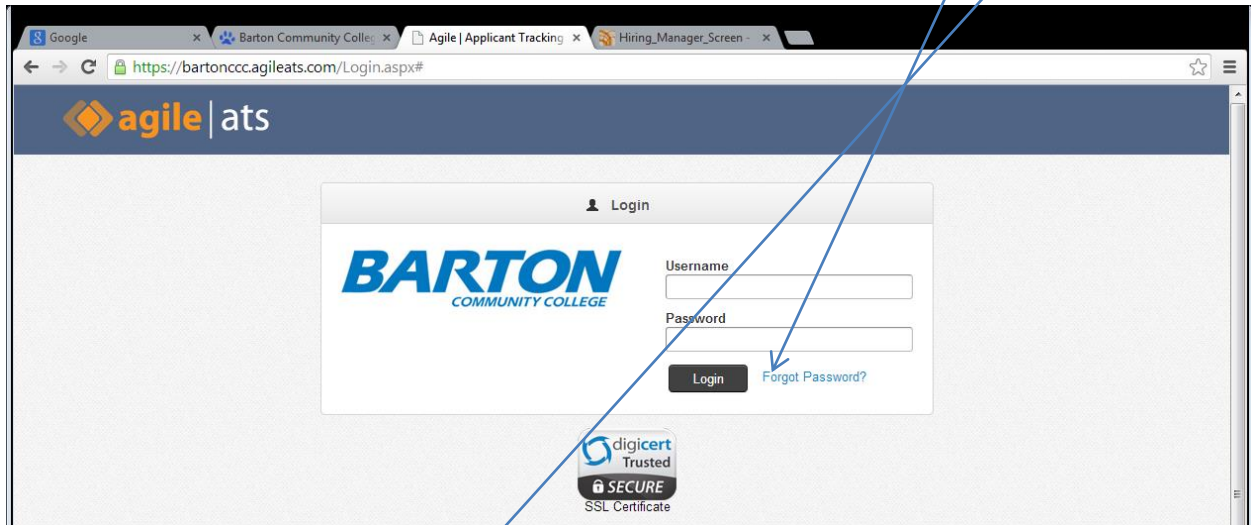 Google
Barton Community Colleg
Agile | Applicant Tracking
Hiring_Manager_Screen -
https://bartonccc.agileats.com/Login.aspx#
agile | ats
Login
BARTON
COMMUNITY COLLEGE
Username
Password
Login Forgot Password?
digicert
Trusted
SECURE
SSL Certificate